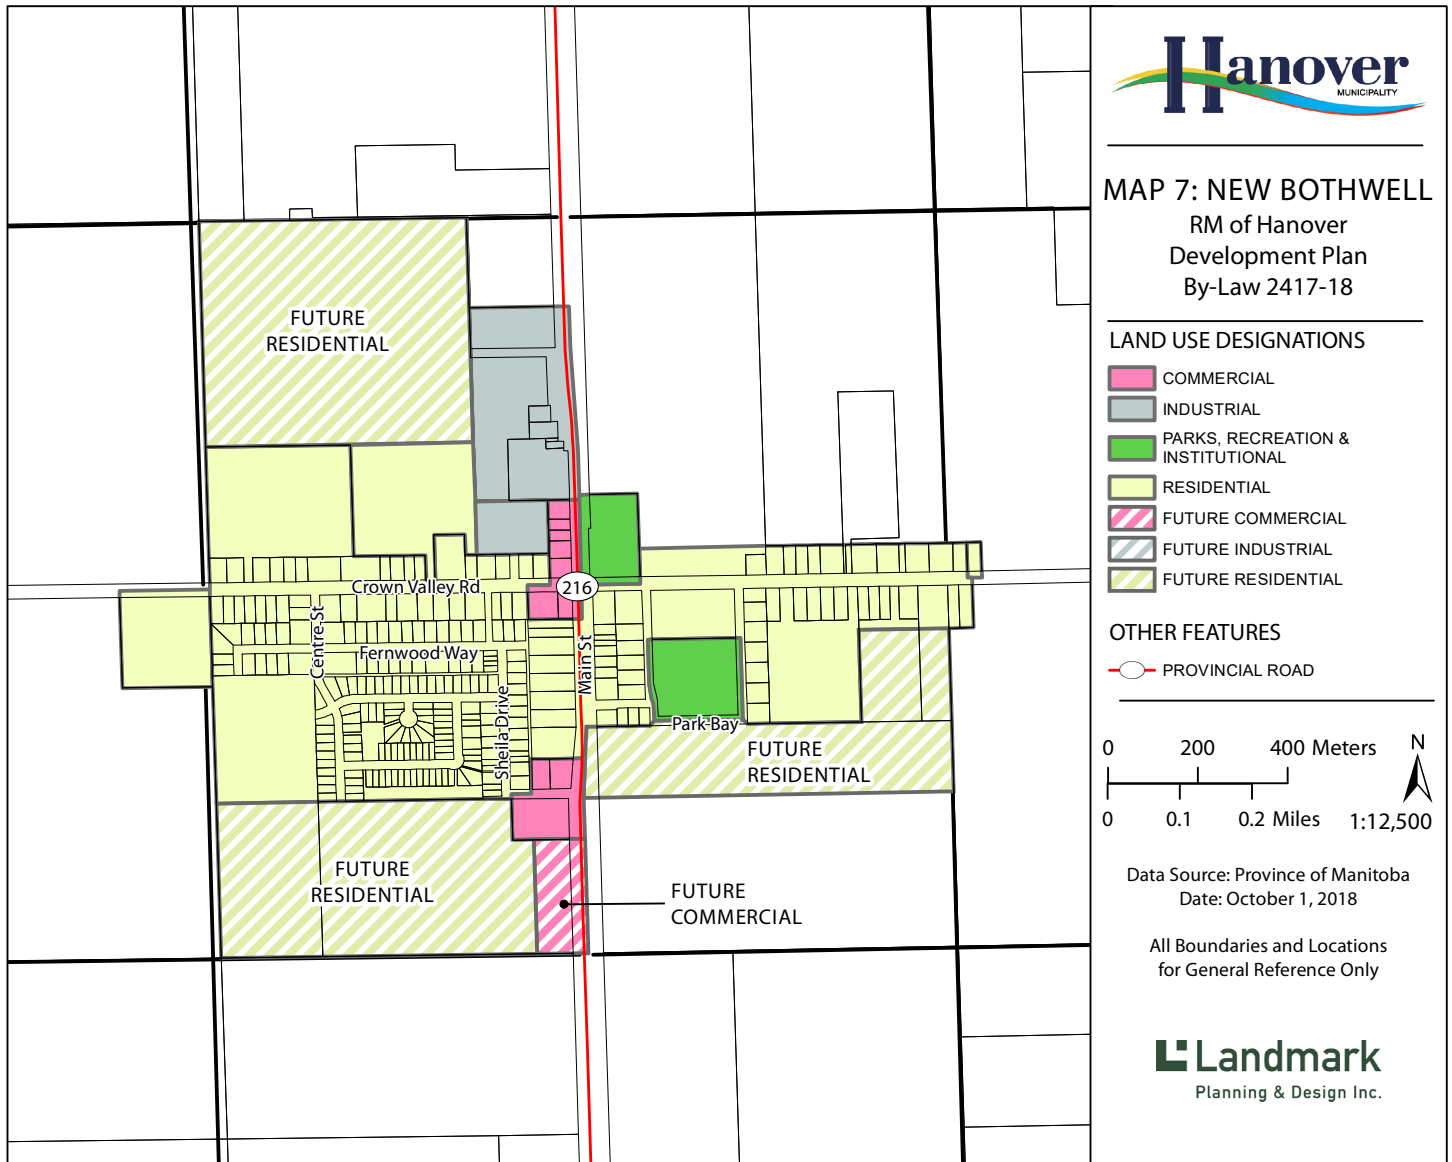 Hanover
MUNICIPALITY
MAP 7: NEW BOTHWELL
RM of Hanover
Development Plan
By-Law 2417-18
LAND USE DESIGNATIONS
COMMERCIAL
INDUSTRIAL
PARKS, RECREATION &
INSTITUTIONAL
RESIDENTIAL
FUTURE COMMERCIAL
FUTURE INDUSTRIAL
FUTURE RESIDENTIAL
OTHER FEATURES
PROVINCIAL ROAD
0 200 400 Meters
0 0.1 0.2 Miles
N
1:12,500
Data Source: Province of Manitoba
Date: October 1, 2018
All Boundaries and Locations
for General Reference Only
Landmark
Planning & Design Inc.
FUTURE
RESIDENTIAL
Crown Valley Rd
216
Centre St
Fernwood Way
Main St
Sheila Drive
Park Bay
FUTURE
RESIDENTIAL
FUTURE
RESIDENTIAL
FUTURE
COMMERCIAL